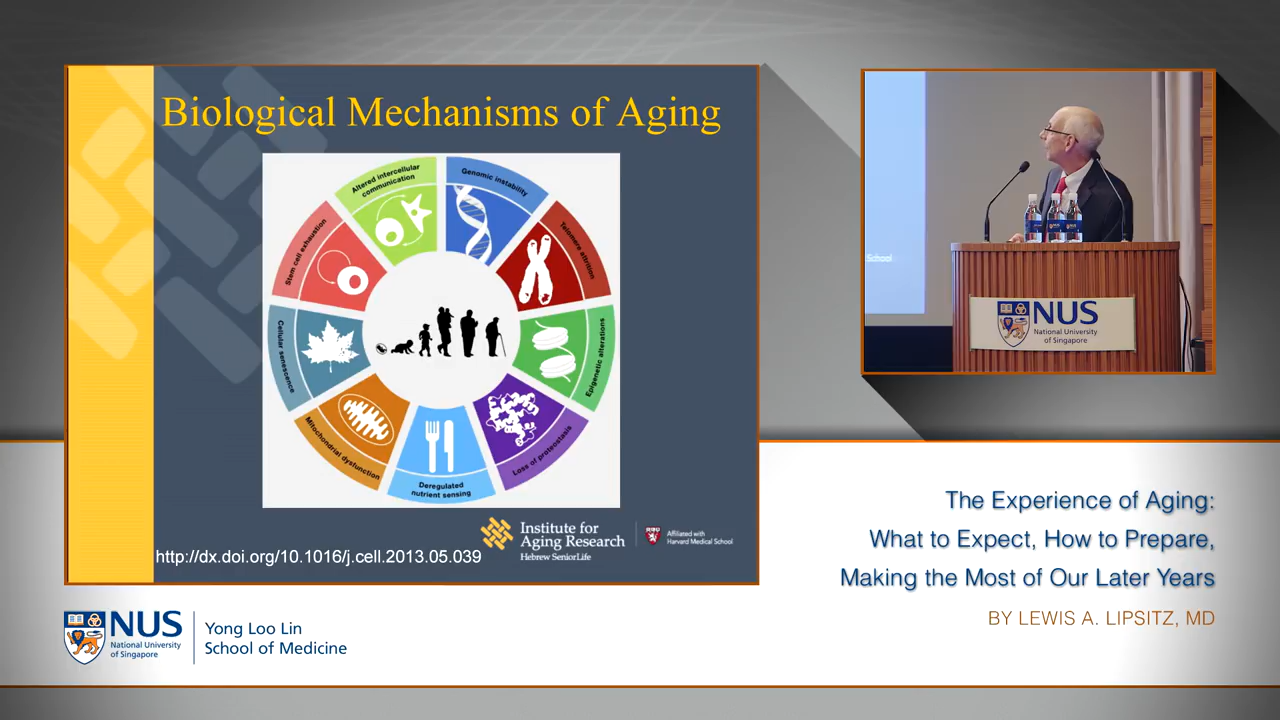 Biological Mechanisms of Aging
Altered intercellular
communication
Genomic instability
Telomere attrition
Epigenetic alterations
Loss of proteostasis
Deregulated
nutrient sensing
Mitochondrial dysfunction
Cellular senescence
Stem cell exhaustion
Institute for
Aging Research
Hebrew SeniorLife
Affiliated with
Harvard Medical School
http://dx.doi.org/10.1016/j.cell.2013.05.039
School
NUS
National University
of Singapore
The Experience of Aging:
What to Expect, How to Prepare,
Making the Most of Our Later Years
BY LEWIS A. LIPSITZ, MD
NUS
National University
of Singapore
Yong Loo Lin
School of Medicine